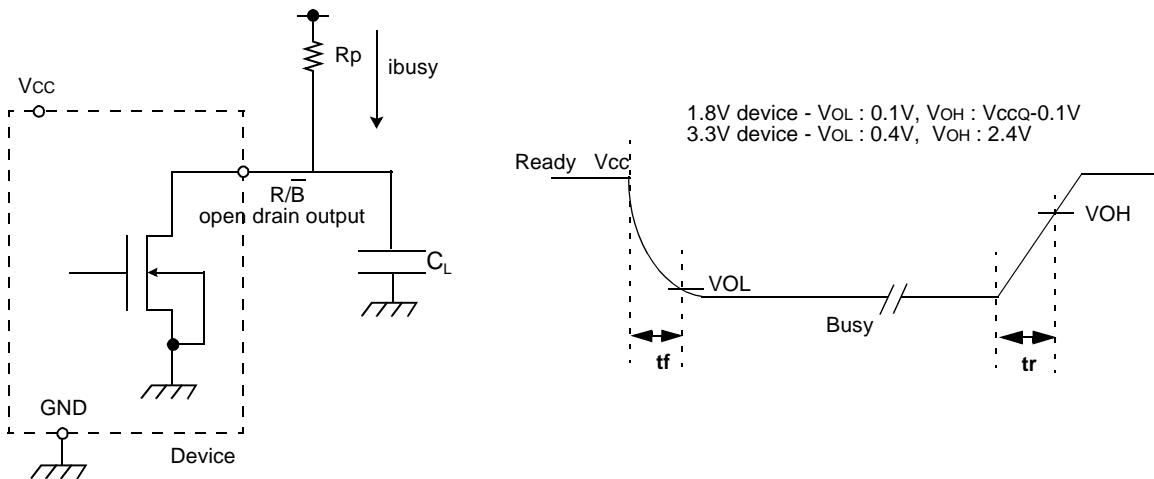 Rp
ibusy
VCC
R/B̅
open drain output
CL
GND
Device
1.8V device - VOL : 0.1V, VOH : VCCQ-0.1V
3.3V device - VOL : 0.4V, VOH : 2.4V
Ready Vcc
VOH
VOL
Busy
tf
tr